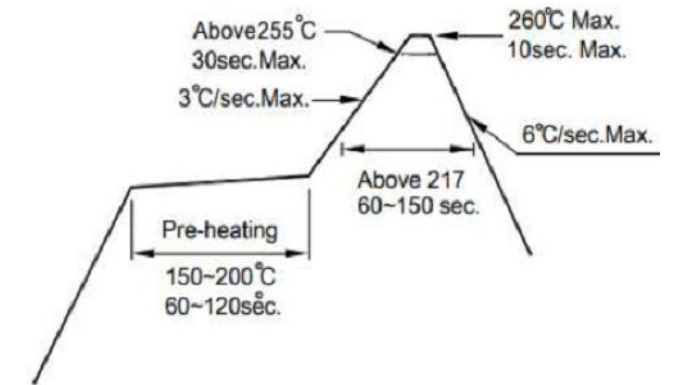 Above255℃
30sec.Max.
3℃/sec.Max.
260℃ Max.
10sec. Max.
6℃/sec.Max.
Above 217
60~150 sec.
Pre-heating
150~200℃
60~120sec.